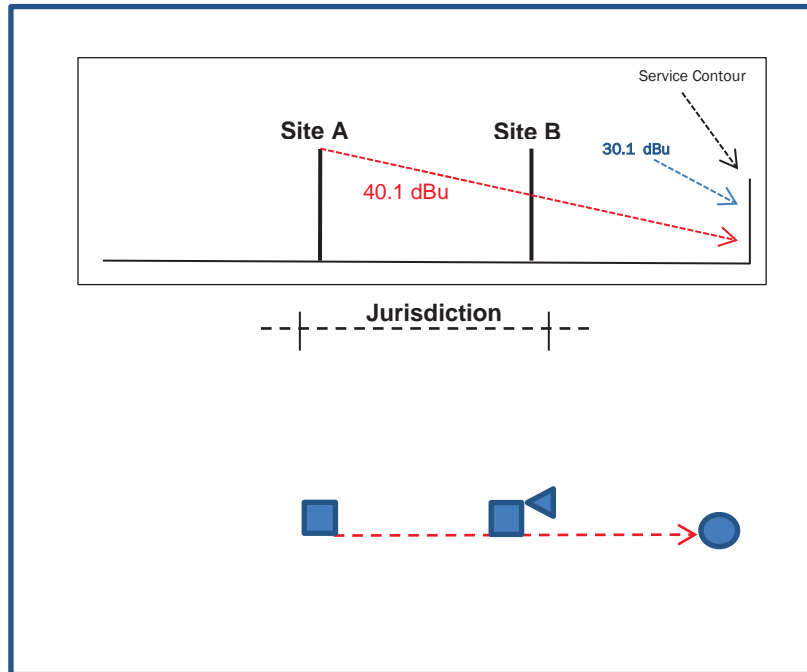 Service Contour
Site A
Site B
30.1 dBu
40.1 dBu
Jurisdiction